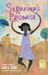 SERAFINA'S
PROMISE
ANN E. BURG